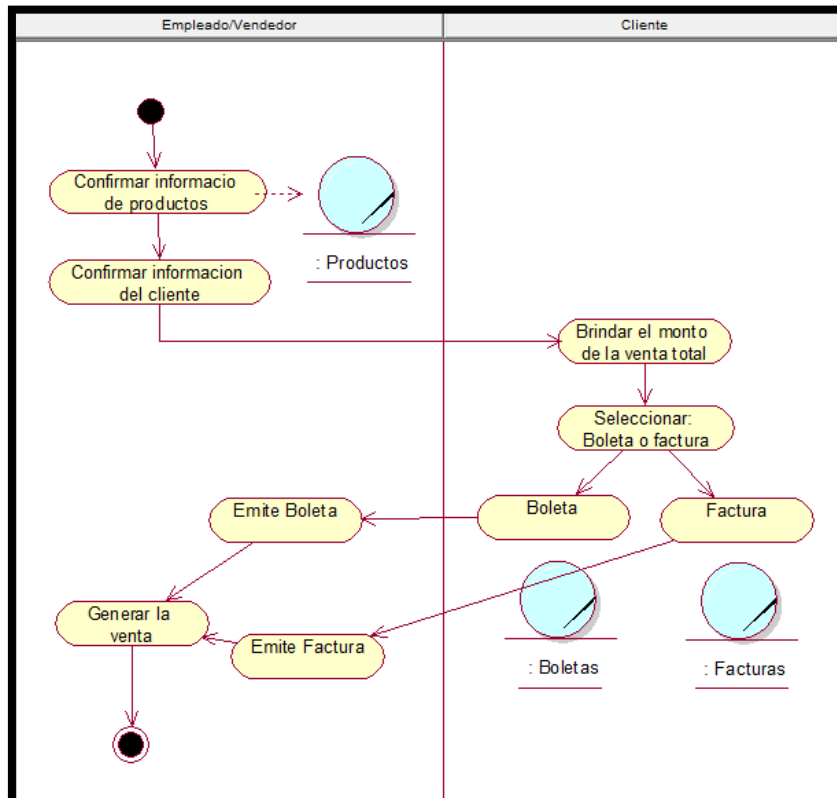 Empleado/Vendedor
Cliente
Confirmar informacio
de productos
: Productos
Confirmar informacion
del cliente
Brindar el monto
de la venta total
Seleccionar:
Boleta o factura
Emite Boleta
Boleta
Factura
Generar la
venta
Emite Factura
: Boletas
: Facturas